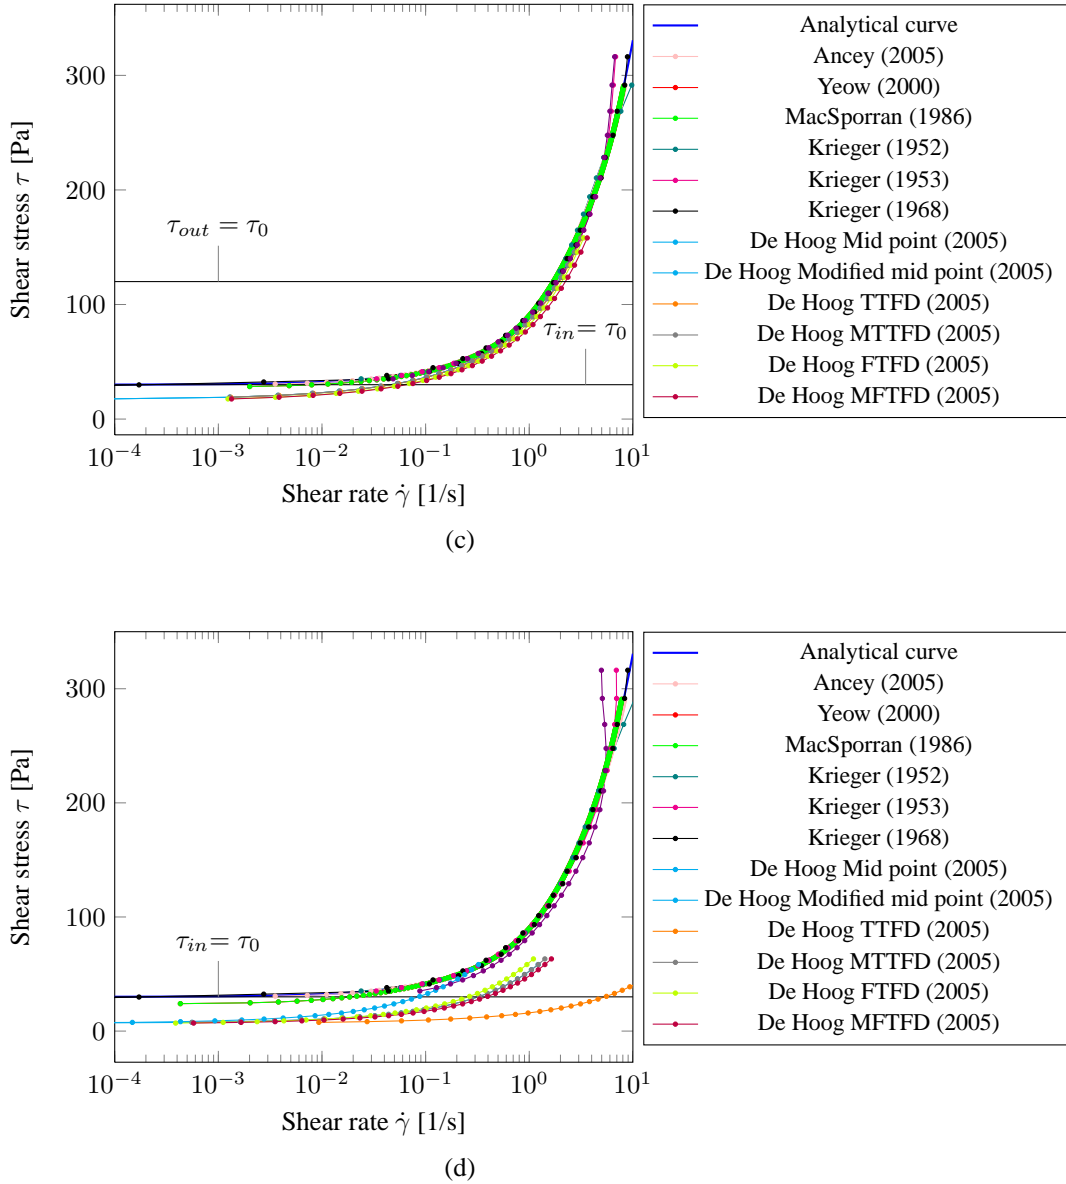 300
200
100
0
Shear stress τ [Pa]
τout = τ0
τin = τ0
10^−4
10^−3
10^−2
10^−1
10^0
10^1
Shear rate γ̇ [1/s]
Analytical curve
Ancey (2005)
Yeow (2000)
MacSporran (1986)
Krieger (1952)
Krieger (1953)
Krieger (1968)
De Hoog Mid point (2005)
De Hoog Modified mid point (2005)
De Hoog TTFD (2005)
De Hoog MTTFD (2005)
De Hoog FTFD (2005)
De Hoog MFTFD (2005)
(c)
300
200
100
0
Shear stress τ [Pa]
τin = τ0
10^−4
10^−3
10^−2
10^−1
10^0
10^1
Shear rate γ̇ [1/s]
Analytical curve
Ancey (2005)
Yeow (2000)
MacSporran (1986)
Krieger (1952)
Krieger (1953)
Krieger (1968)
De Hoog Mid point (2005)
De Hoog Modified mid point (2005)
De Hoog TTFD (2005)
De Hoog MTTFD (2005)
De Hoog FTFD (2005)
De Hoog MFTFD (2005)
(d)